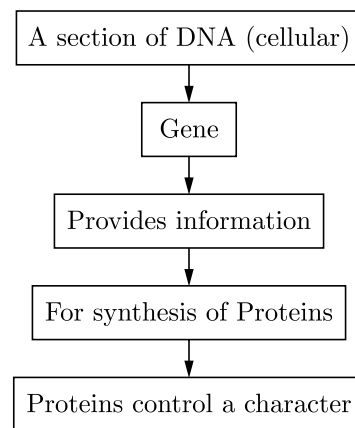 A section of DNA (cellular)
Gene
Provides information
For synthesis of Proteins
Proteins control a character